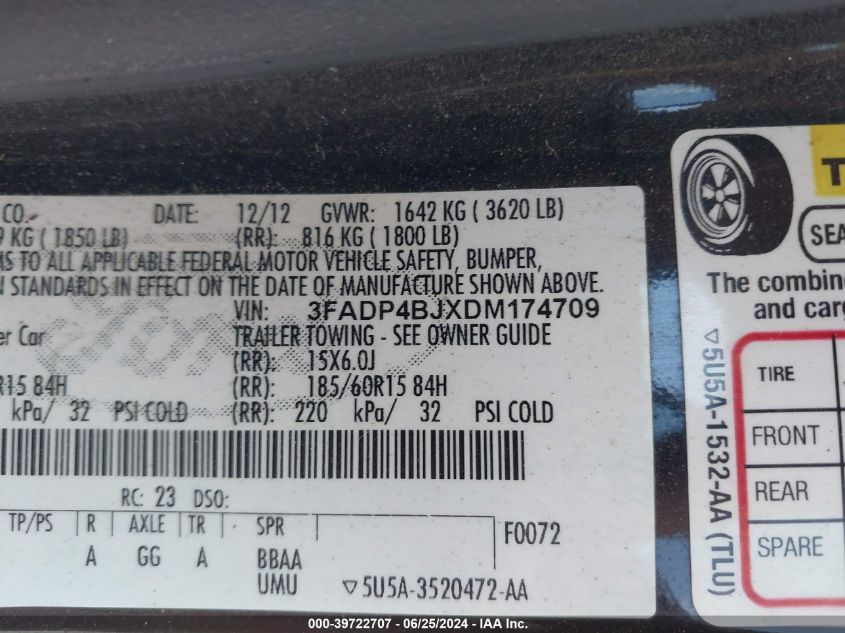 CO. DATE: 12/12 GVWR: 1642 KG ( 3620 LB)
9 KG ( 1850 LB) (RR): 816 KG ( 1800 LB)
MS TO ALL APPLICABLE FEDERAL MOTOR VEHICLE SAFETY, BUMPER,
N STANDARDS IN EFFECT ON THE DATE OF MANUFACTURE SHOWN ABOVE.
VIN: 3FADP4BJXDM174709
er Car TRAILER TOWING - SEE OWNER GUIDE
(RR): 15X6.0J
R15 84H (RR): 185/60R15 84H
kPa/ 32 PSI COLD (RR): 220 kPa/ 32 PSI COLD
RC: 23 DSO:
TP/PS R AXLE TR SPR F0072
A GG A BBAA
UMU ▽5U5A-3520472-AA
T
SEA
The combin
and carg
TIRE
FRONT
REAR
SPARE
▽5U5A-1532-AA (TLU)
000-39722707 - 06/25/2024 - IAA Inc.